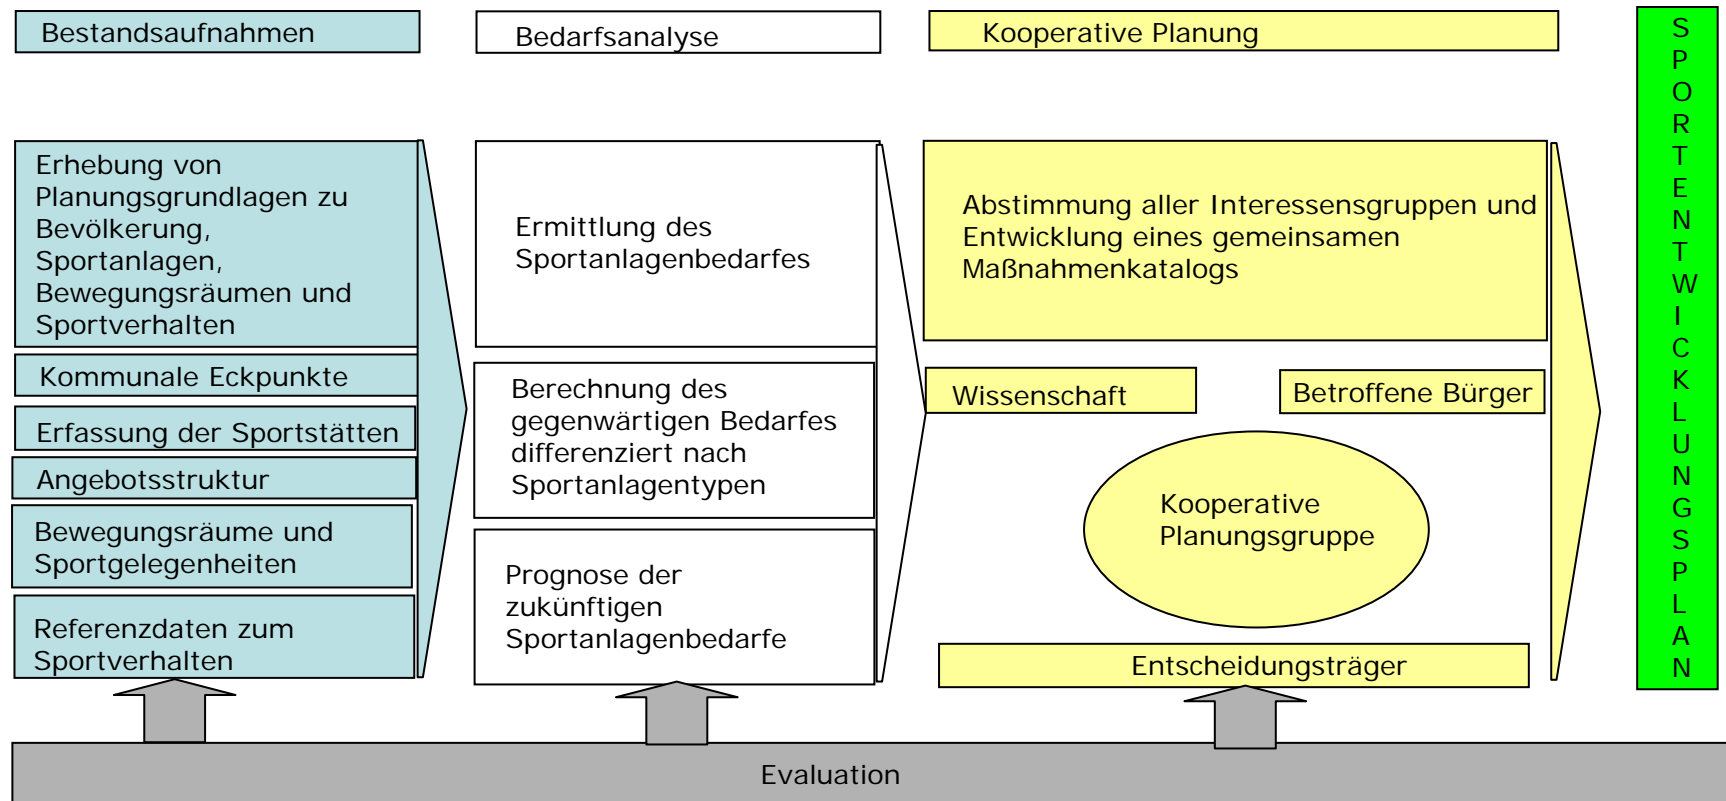 Bestandsaufnahmen
Bedarfsanalyse
Kooperative Planung
Erhebung von
Planungsgrundlagen zu
Bevölkerung,
Sportanlagen,
Bewegungsräumen und
Sportverhalten
Kommunale Eckpunkte
Erfassung der Sportstätten
Angebotsstruktur
Bewegungsräume und
Sportgelegenheiten
Referenzdaten zum
Sportverhalten
Ermittlung des
Sportanlagenbedarfes
Berechnung des
gegenwärtigen Bedarfes
differenziert nach
Sportanlagentypen
Prognose der
zukünftigen
Sportanlagenbedarfe
Abstimmung aller Interessensgruppen und
Entwicklung eines gemeinsamen
Maßnahmenkatalogs
Wissenschaft
Betroffene Bürger
Kooperative
Planungsgruppe
Entscheidungsträger
S
P
O
R
T
E
N
T
W
I
C
K
L
U
N
G
S
P
L
A
N
Evaluation